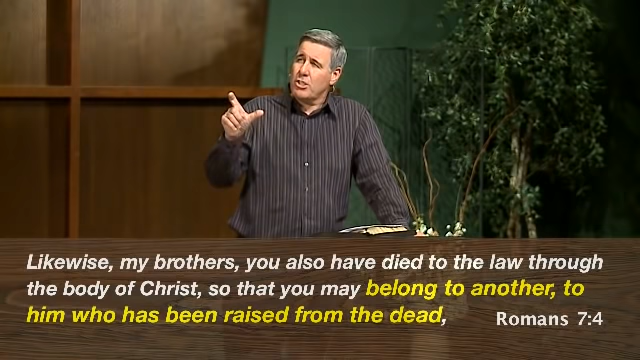 Likewise, my brothers, you also have died to the law through
the body of Christ, so that you may belong to another, to
him who has been raised from the dead,
Romans 7:4